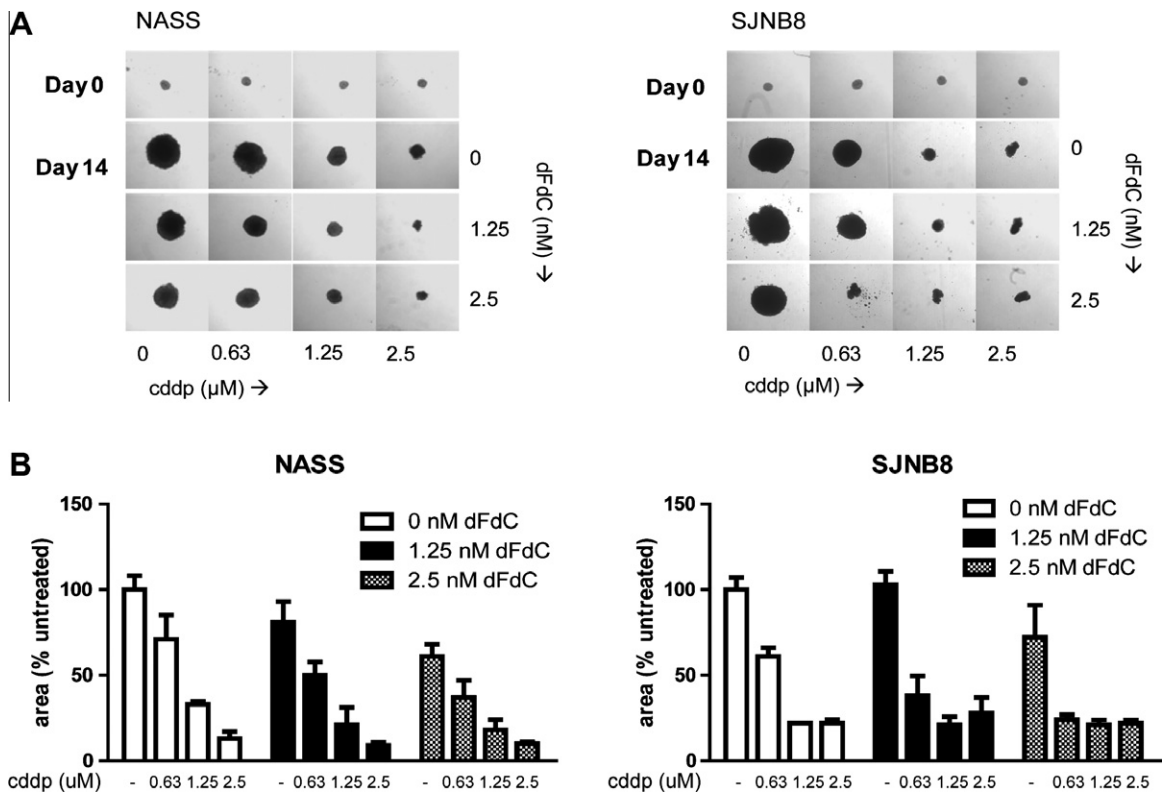 A
NASS
SJNB8
Day 0
Day 14
0
1.25
2.5
dFdC (nM) →
0 0.63 1.25 2.5
cddp (µM) →
Day 0
Day 14
0
1.25
2.5
dFdC (nM) →
0 0.63 1.25 2.5
cddp (µM) →
B
NASS
area (% untreated)
150
100
50
0
0 nM dFdC
1.25 nM dFdC
2.5 nM dFdC
cddp (uM) - 0.63 1.25 2.5 - 0.63 1.25 2.5 - 0.63 1.25 2.5
SJNB8
area (% untreated)
150
100
50
0
0 nM dFdC
1.25 nM dFdC
2.5 nM dFdC
cddp (uM) - 0.63 1.25 2.5 - 0.63 1.25 2.5 - 0.63 1.25 2.5